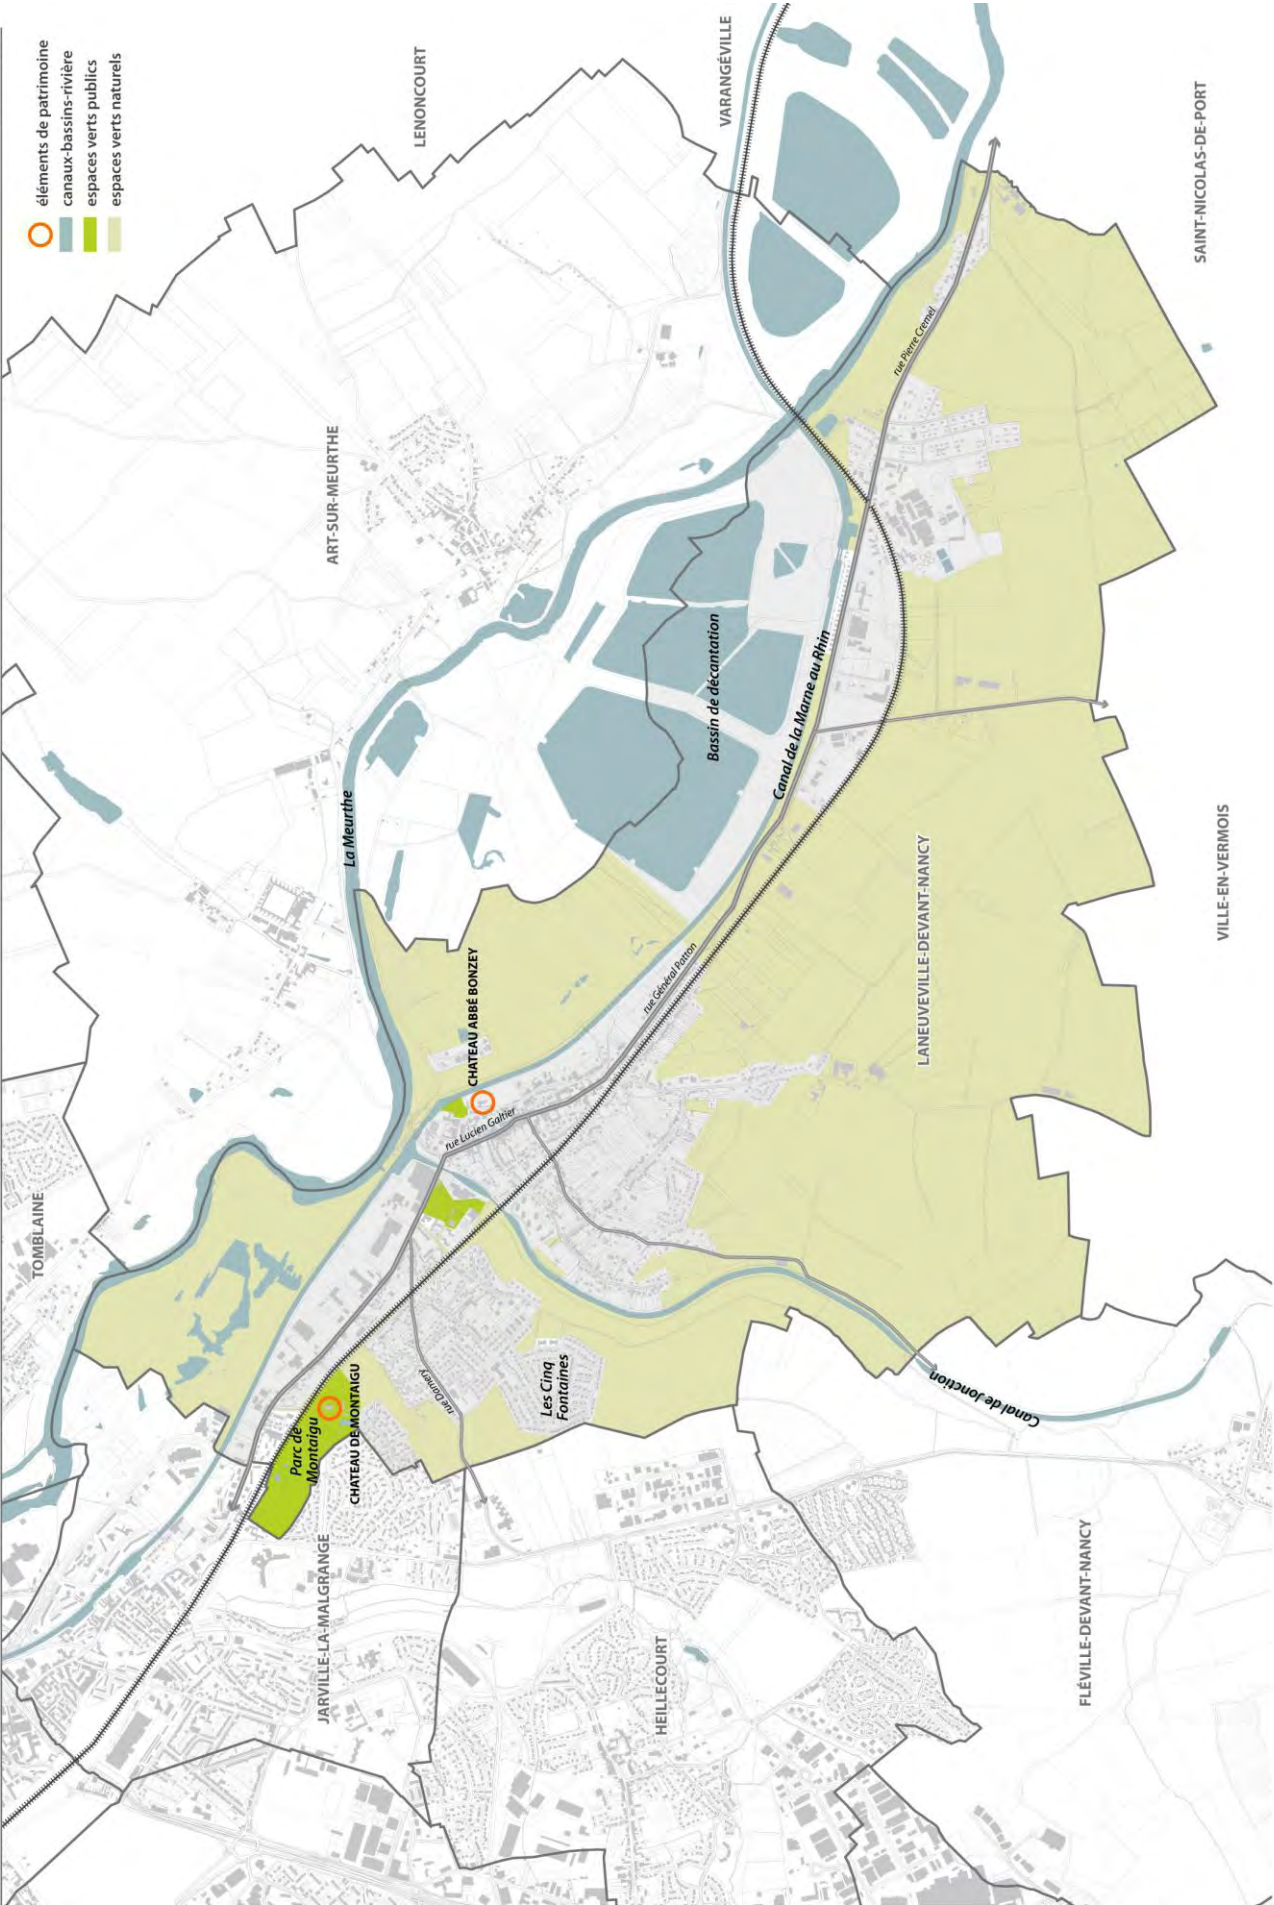 éléments de patrimoine
canaux-bassins-rivière
espaces verts publics
espaces verts naturels
TOMBLAINE
LENONCOURT
VARANGÉVILLE
ART-SUR-MEURTHE
La Meurthe
SAINT-NICOLAS-DE-PORT
rue Pierre Cremel
Bassin de décantation
Canal de la Marne au Rhin
CHATEAU ABBÉ BONZEY
rue Lucien Galtier
rue Général Patton
LANEUVEVILLE-DEVANT-NANCY
VILLE-EN-VERMOIS
Parc de
Montaigu
CHATEAU DE MONTAIGU
rue Damery
Les Cinq
Fontaines
Canal de Jonction
JARVILLE-LA-MALGRANGE
HEILLECOURT
FLÉVILLE-DEVANT-NANCY